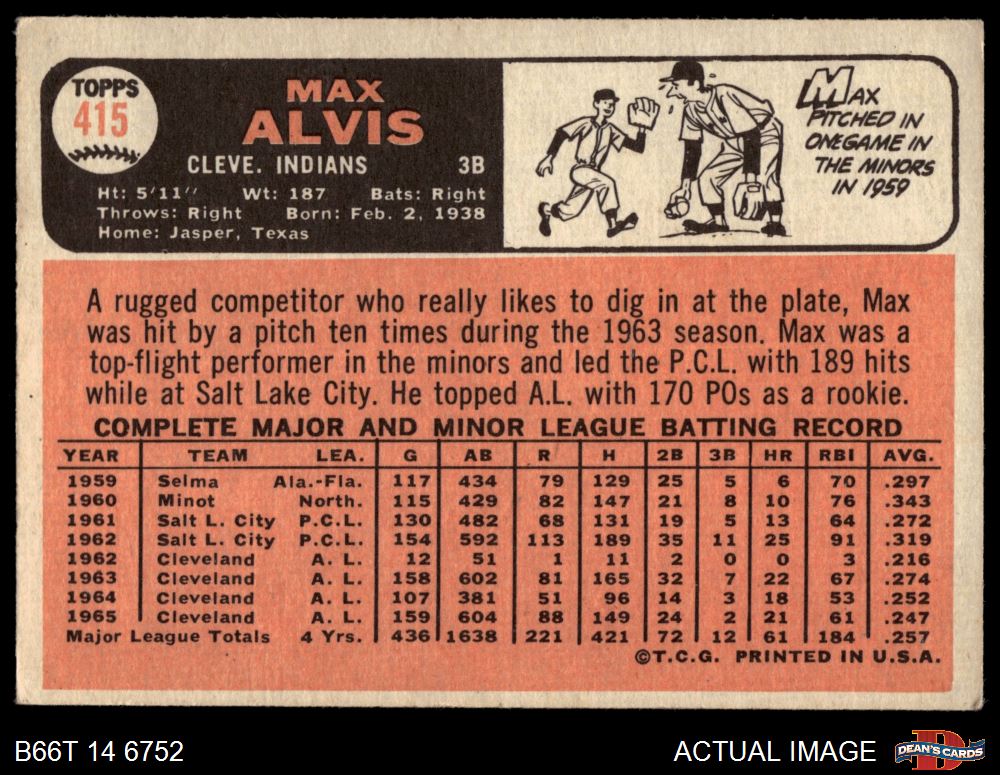 TOPPS
415
MAX
ALVIS
CLEVE. INDIANS 3B
Ht: 5'11" Wt: 187 Bats: Right
Throws: Right Born: Feb. 2, 1938
Home: Jasper, Texas
MAX
PITCHED IN
ONE GAME IN
THE MINORS
IN 1959
A rugged competitor who really likes to dig in at the plate, Max
was hit by a pitch ten times during the 1963 season. Max was a
top-flight performer in the minors and led the P.C.L. with 189 hits
while at Salt Lake City. He topped A.L. with 170 POs as a rookie.
COMPLETE MAJOR AND MINOR LEAGUE BATTING RECORD
YEAR TEAM LEA. G AB R H 2B 3B HR RBI AVG.
1959 Selma Ala.-Fla. 117 434 79 129 25 5 6 70 .297
1960 Minot North. 115 429 82 147 21 8 10 76 .343
1961 Salt L. City P.C.L. 130 482 68 131 19 5 13 64 .272
1962 Salt L. City P.C.L. 154 592 113 189 35 11 25 91 .319
1962 Cleveland A. L. 12 51 1 11 2 0 0 3 .216
1963 Cleveland A. L. 158 602 81 165 32 7 22 67 .274
1964 Cleveland A. L. 107 381 51 96 14 3 18 53 .252
1965 Cleveland A. L. 159 604 88 149 24 2 21 61 .247
Major League Totals 4 Yrs. 436 1638 221 421 72 12 61 184 .257
©T.C.G. PRINTED IN U.S.A.
B66T 14 6752
ACTUAL IMAGE
D
DEAN'S CARDS